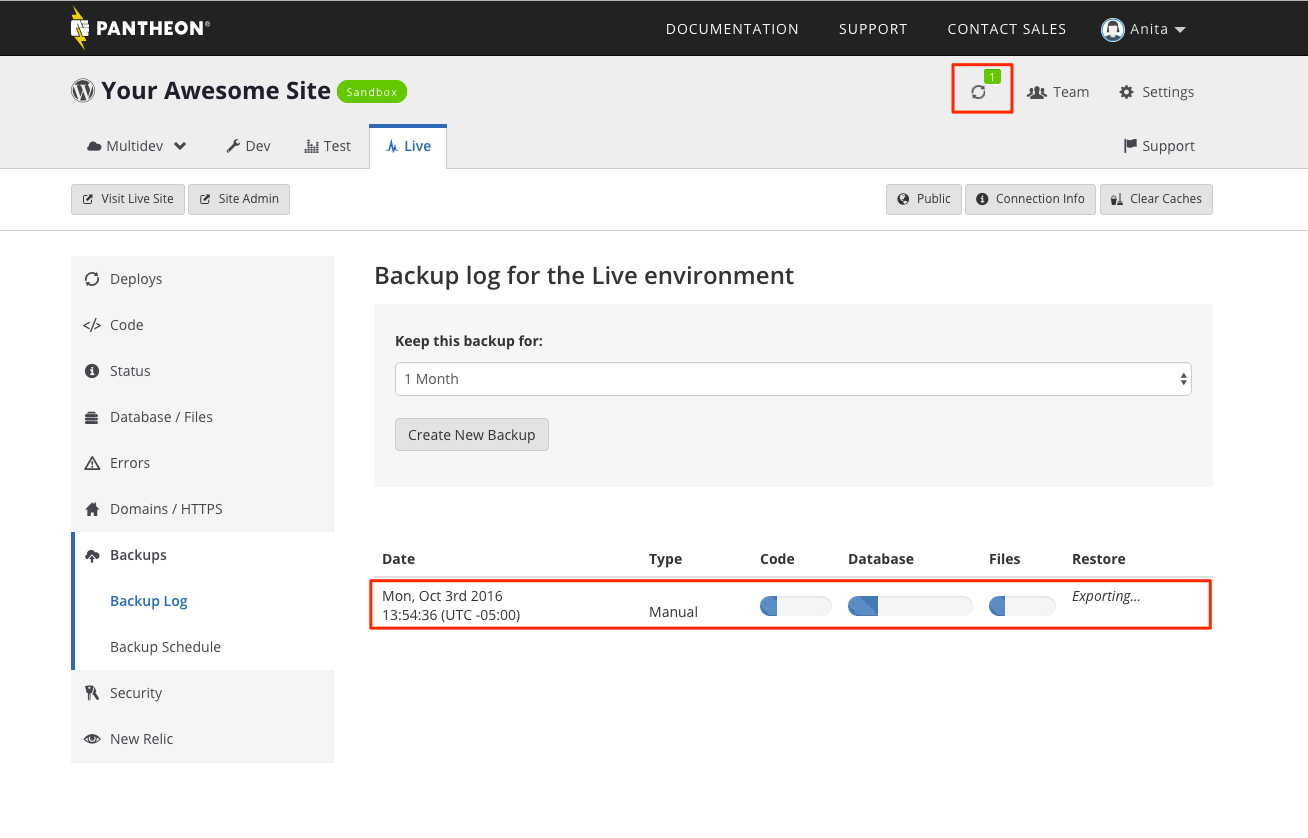 PANTHEON®
DOCUMENTATION
SUPPORT
CONTACT SALES
Anita
Your Awesome Site
Sandbox
1
Team
Settings
Multidev
Dev
Test
Live
Support
Visit Live Site
Site Admin
Public
Connection Info
Clear Caches
Deploys
Code
Status
Database / Files
Errors
Domains / HTTPS
Backups
Backup Log
Backup Schedule
Security
New Relic
Backup log for the Live environment
Keep this backup for:
1 Month
Create New Backup
Date Type Code Database Files Restore
Mon, Oct 3rd 2016
13:54:36 (UTC -05:00)
Manual
Exporting...